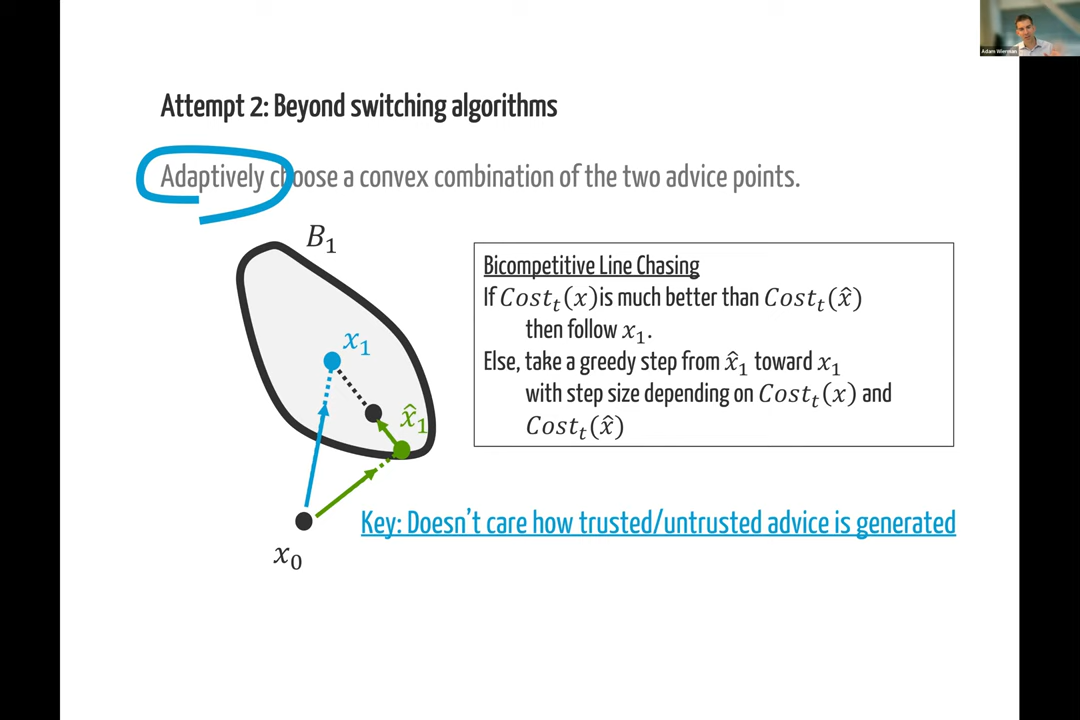 Adam Wierman
Attempt 2: Beyond switching algorithms
Adaptively choose a convex combination of the two advice points.
B₁
Bicompetitive Line Chasing
If Costₜ(x) is much better than Costₜ(x̂)
then follow x₁.
Else, take a greedy step from x̂₁ toward x₁
with step size depending on Costₜ(x) and
Costₜ(x̂)
x₁
x̂₁
Key: Doesn't care how trusted/untrusted advice is generated
x₀